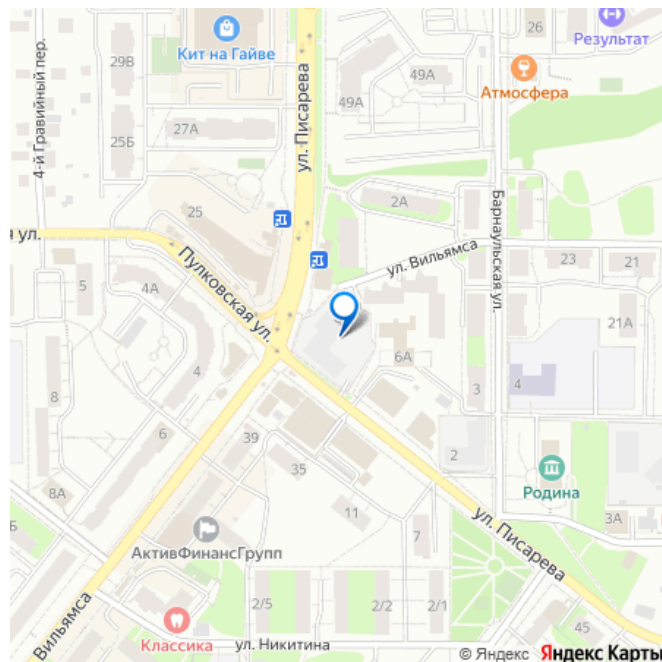 26
Результат
29В
Кит на Гайве
49А
Атмосфера
4-й Гравийный пер.
49А
ул. Писарева
27А
25Б
2А
Барнаульская ул.
25
я ул.
ул. Вильямса
23
21
5
4А
Пулковская ул.
21А
6А
4
4
8
3
6
39
2
35
Родина
8А
11
ул. Писарева
3А
Б
7
АктивФинансГрупп
2/5
2/2
2/1
45
Вильямса
Классика
ул. Никитина
© Яндекс Яндекс Карты